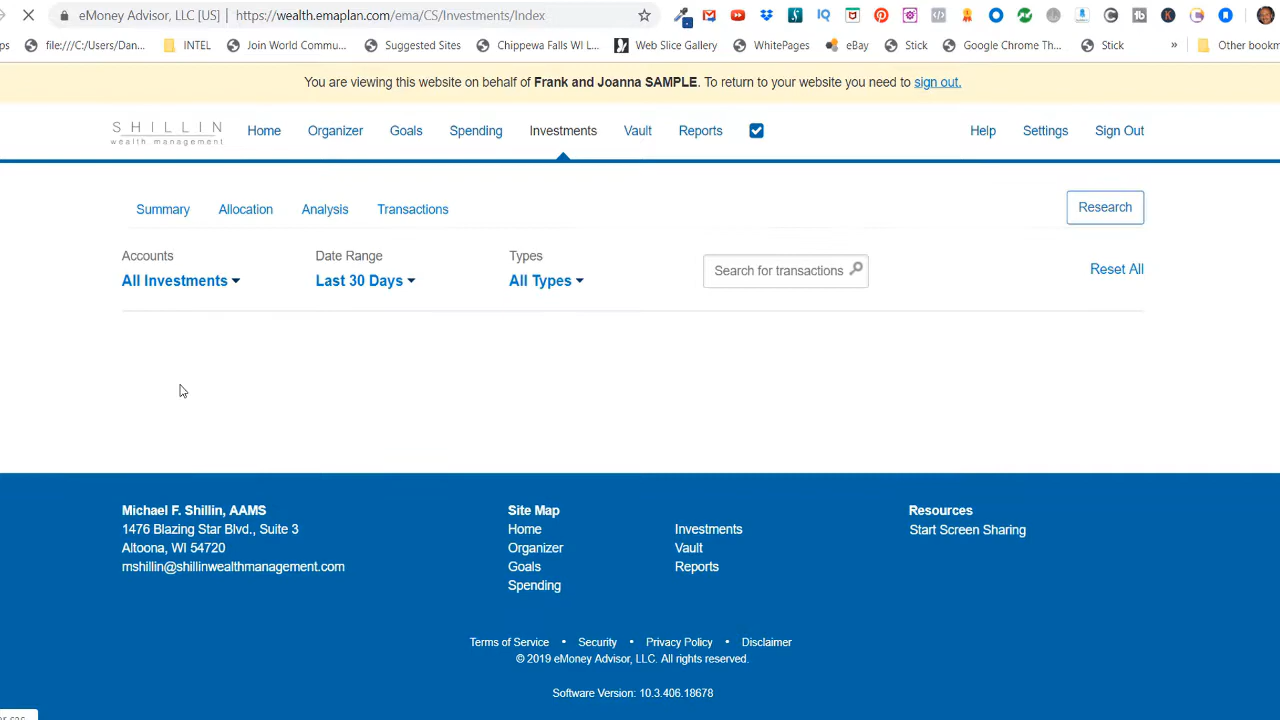 eMoney Advisor, LLC [US] | https://wealth.emaplan.com/ema/CS/Investments/Index
ps file:///C:/Users/Dan... INTEL Join World Commu... Suggested Sites Chippewa Falls WI L... Web Slice Gallery WhitePages eBay Stick Google Chrome Th... Stick » Other bookm
You are viewing this website on behalf of Frank and Joanna SAMPLE. To return to your website you need to sign out.
SHILLIN
wealth management
Home Organizer Goals Spending Investments Vault Reports Help Settings Sign Out
Summary Allocation Analysis Transactions Research
Accounts Date Range Types
All Investments Last 30 Days All Types Search for transactions Reset All
Michael F. Shillin, AAMS Site Map Resources
1476 Blazing Star Blvd., Suite 3 Home Investments Start Screen Sharing
Altoona, WI 54720 Organizer Vault
mshillin@shillinwealthmanagement.com Goals Reports
Spending
Terms of Service • Security • Privacy Policy • Disclaimer
© 2019 eMoney Advisor, LLC. All rights reserved.
Software Version: 10.3.406.18678